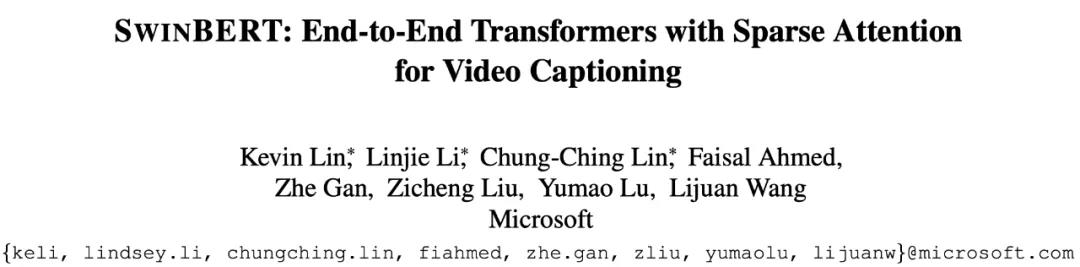 SWINBERT: End-to-End Transformers with Sparse Attention
for Video Captioning
Kevin Lin*, Linjie Li*, Chung-Ching Lin*, Faisal Ahmed,
Zhe Gan, Zicheng Liu, Yumao Lu, Lijuan Wang
Microsoft
{keli, lindsey.li, chungching.lin, fiahmed, zhe.gan, zliu, yumaolu, lijuanw}@microsoft.com